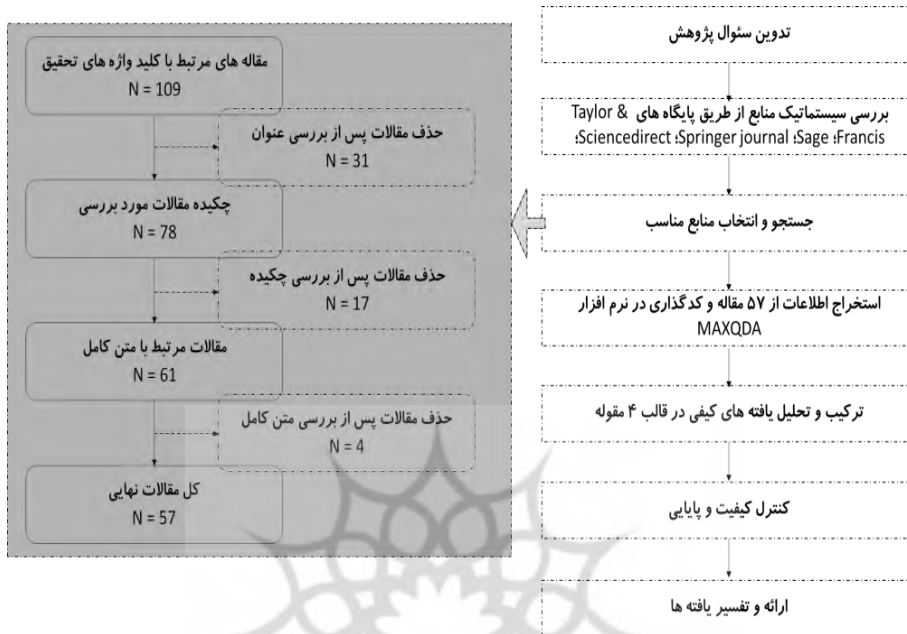 تدوین سئوال پژوهش
بررسی سیستماتیک منابع از طریق پایگاه های Taylor &
Francis؛ Sage؛ Springer journal؛ Sciencedirect؛
جستجو و انتخاب منابع مناسب
استخراج اطلاعات از ۵۷ مقاله و کدگذاری در نرم افزار
MAXQDA
ترکیب و تحلیل یافته های کیفی در قالب ۴ مقوله
کنترل کیفیت و پایایی
ارائه و تفسیر یافته ها
مقاله های مرتبط با کلید واژه های تحقیق
N = 109
حذف مقالات پس از بررسی عنوان
N = 31
چکیده مقالات مورد بررسی
N = 78
حذف مقالات پس از بررسی چکیده
N = 17
مقالات مرتبط با متن کامل
N = 61
حذف مقالات پس از بررسی متن کامل
N = 4
کل مقالات نهایی
N = 57